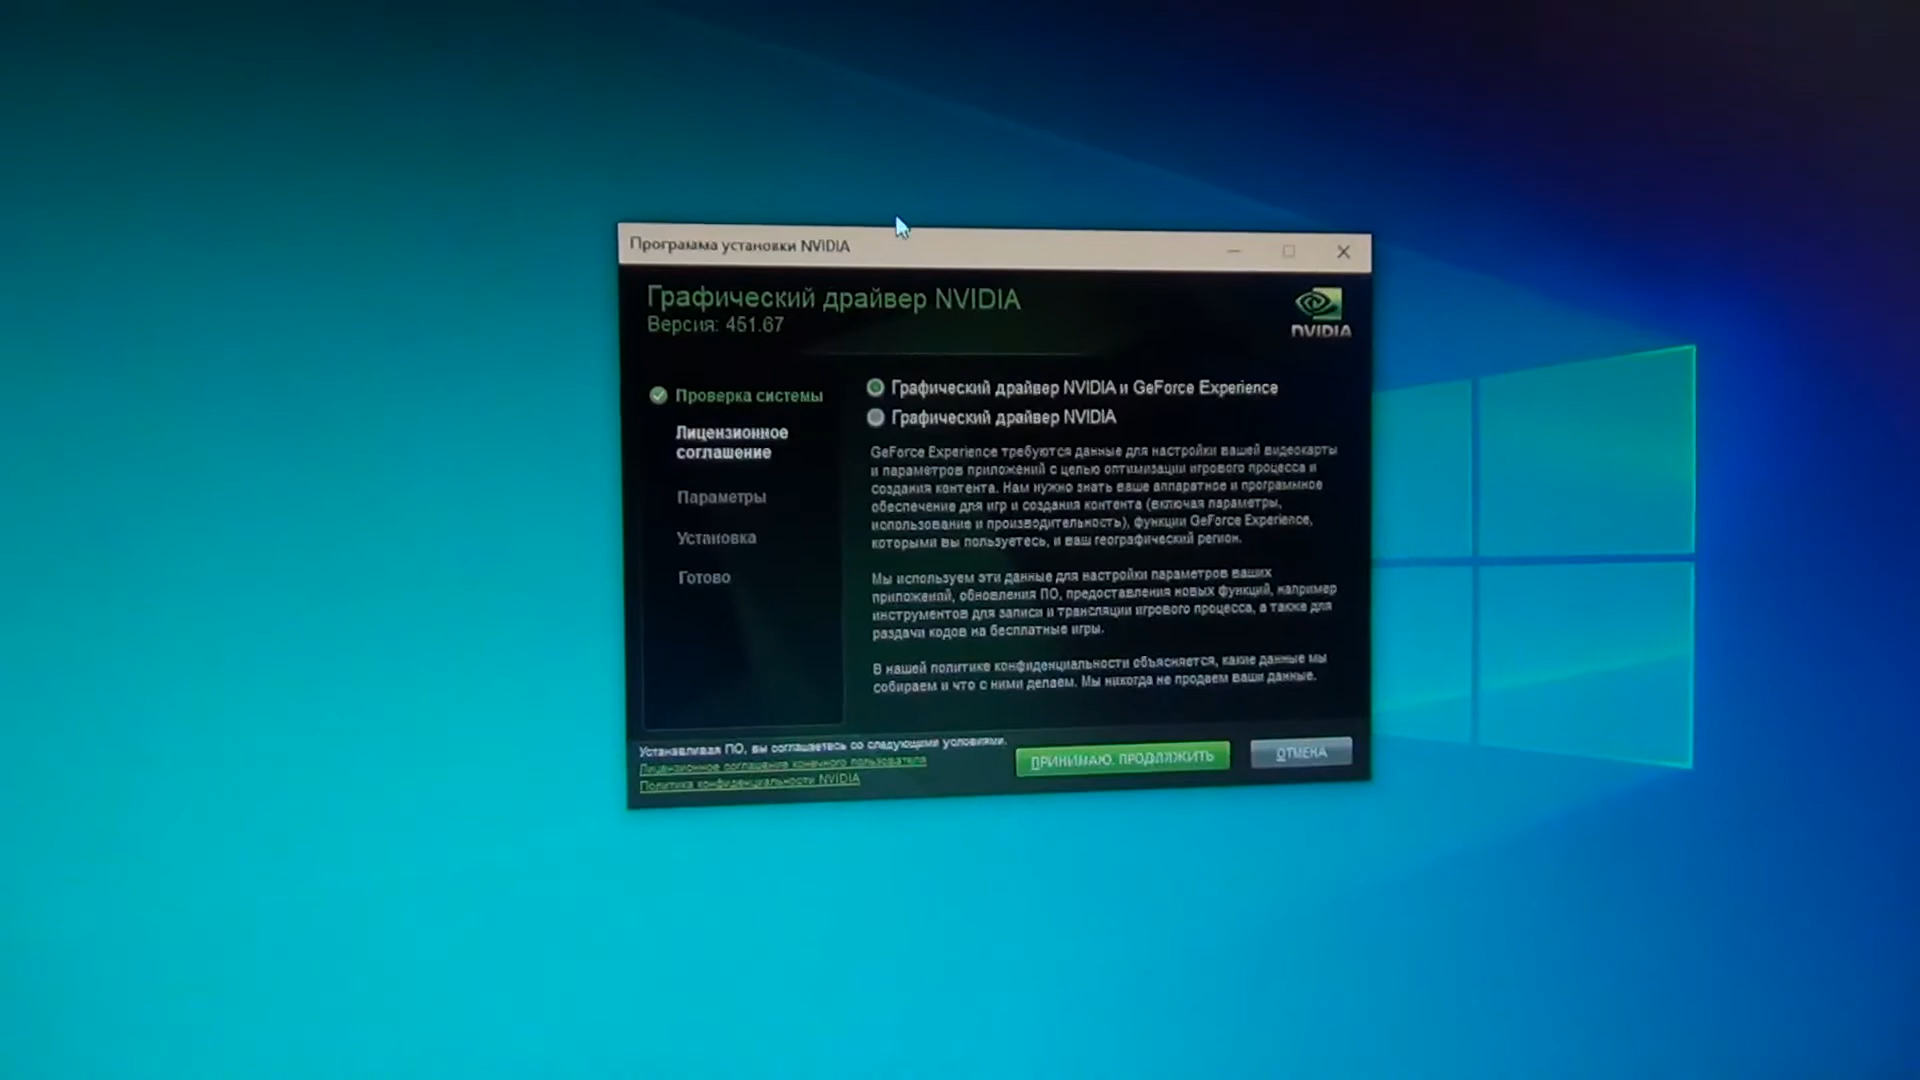 Программа установки NVIDIA
Графический драйвер NVIDIA
Версия: 451.67
NVIDIA
Проверка системы
Лицензионное
соглашение
Параметры
Установка
Готово
Графический драйвер NVIDIA и GeForce Experience
Графический драйвер NVIDIA
GeForce Experience требуются данные для настройки вашей видеокарты
и параметров приложений с целью оптимизации игрового процесса и
создания контента. Нам нужно знать ваше аппаратное и программное
обеспечение для игр и создания контента (включая параметры,
использование и производительность), функции GeForce Experience,
которыми вы пользуетесь, и ваш географический регион.
Мы используем эти данные для настройки параметров ваших
приложений, обновления ПО, предоставления новых функций, например
инструментов для записи и трансляции игрового процесса, а также для
раздачи кодов на бесплатные игры.
В нашей политике конфиденциальности объясняется, какие данные мы
собираем и что с ними делаем. Мы никогда не продаем ваши данные.
Устанавливая ПО, вы соглашаетесь со следующими условиями.
Лицензионное соглашение конечного пользователя
Политика конфиденциальности NVIDIA
ПРИНИМАЮ. ПРОДОЛЖИТЬ
ОТМЕНА